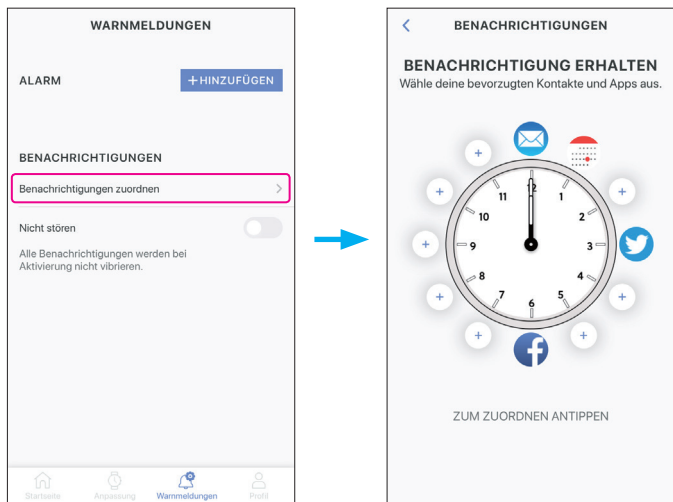 WARNMELDUNGEN
ALARM
+HINZUFÜGEN
BENACHRICHTIGUNGEN
Benachrichtigungen zuordnen
Nicht stören
Alle Benachrichtigungen werden bei
Aktivierung nicht vibrieren.
Startseite
Anpassung
Warnmeldungen
Profil
BENACHRICHTIGUNGEN
BENACHRICHTIGUNG ERHALTEN
Wähle deine bevorzugten Kontakte und Apps aus.
12
1
2
3
4
5
6
7
8
9
10
11
ZUM ZUORDNEN ANTIPPEN